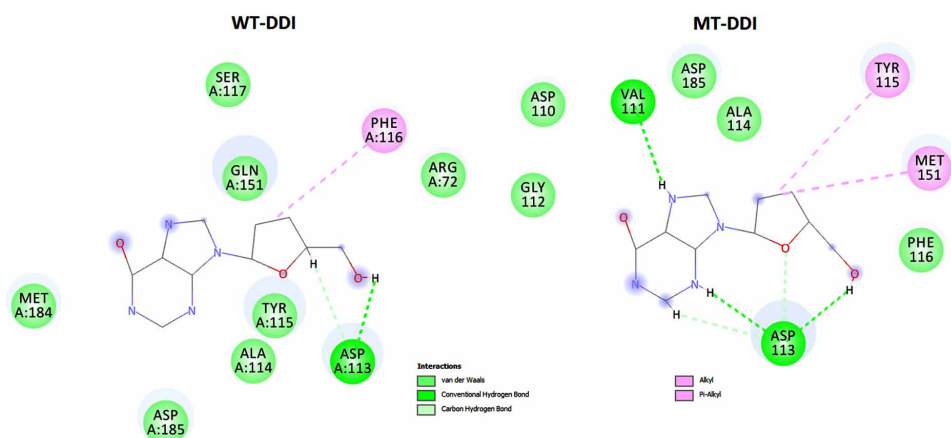 WT-DDI
MT-DDI
SER
A:117
PHE
A:116
GLN
A:151
ARG
A:72
MET
A:184
TYR
A:115
ALA
A:114
ASP
A:113
ASP
A:185
N
N
N
N
O
O
O
H
H
ASP
110
VAL
111
ASP
185
ALA
114
TYR
115
GLY
112
MET
151
PHE
116
ASP
113
H
N
N
N
N
O
O
O
H
H
H
Interactions
van der Waals
Conventional Hydrogen Bond
Carbon Hydrogen Bond
Alkyl
Pi-Alkyl